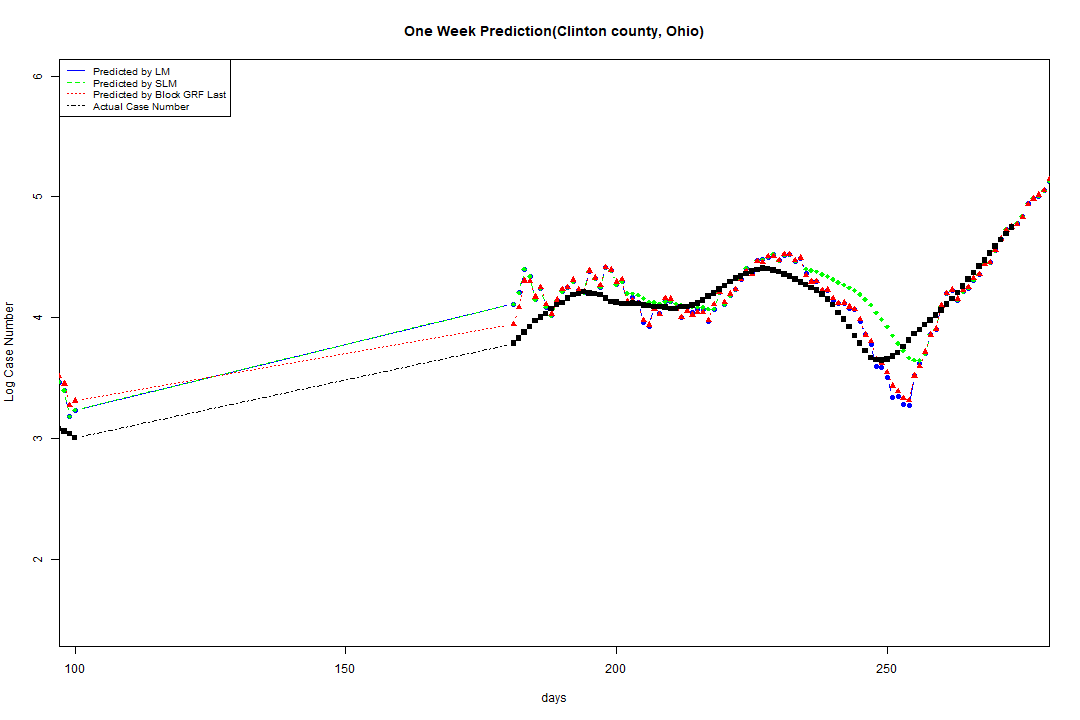 One Week Prediction(Clinton county, Ohio)
Predicted by LM
Predicted by SLM
Predicted by Block GRF Last
Actual Case Number
6
5
4
3
2
Log Case Number
100 150 200 250
days